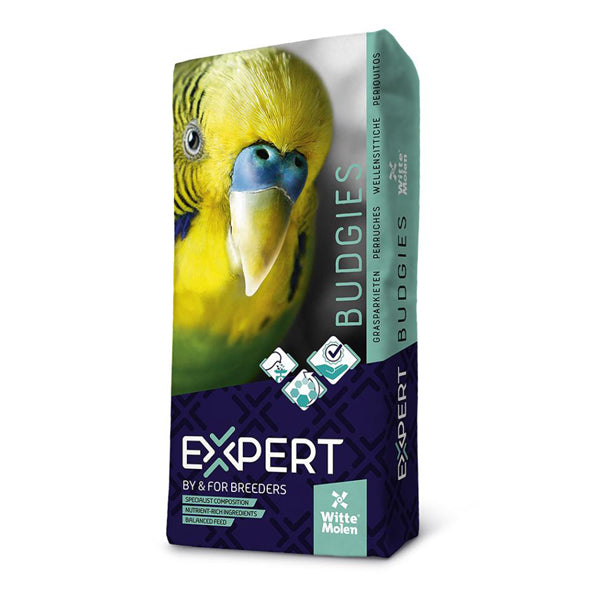 BUDGIES
GRASPARKIETEN PERRUCHES WELLENSITTICHE PERIQUITOS
EXPERT
BY & FOR BREEDERS
SPECIALIST COMPOSITION
NUTRIENT-RICH INGREDIENTS
BALANCED FEED
Witte
Molen
EXPERT BUDGIES
Witte
Molen